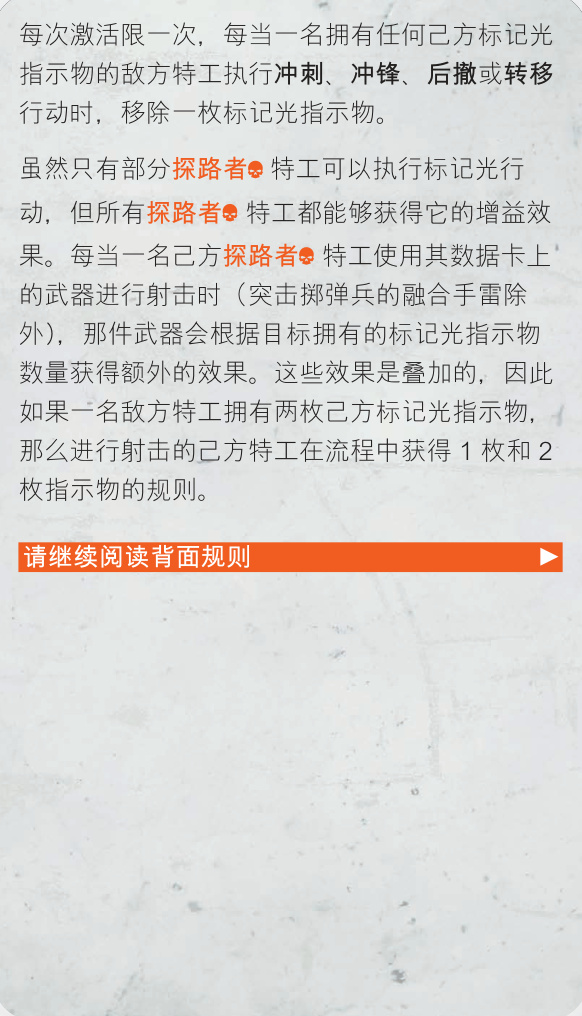 每次激活限一次，每当一名拥有任何己方标记光
指示物的敌方特工执行冲刺、冲锋、后撤或转移
行动时，移除一枚标记光指示物。
虽然只有部分探路者 特工可以执行标记光行
动，但所有探路者 特工都能够获得它的增益效
果。每当一名己方探路者 特工使用其数据卡上
的武器进行射击时（突击掷弹兵的融合手雷除
外），那件武器会根据目标拥有的标记光指示物
数量获得额外的效果。这些效果是叠加的，因此
如果一名敌方特工拥有两枚己方标记光指示物，
那么进行射击的己方特工在流程中获得 1 枚和 2
枚指示物的规则。
请继续阅读背面规则